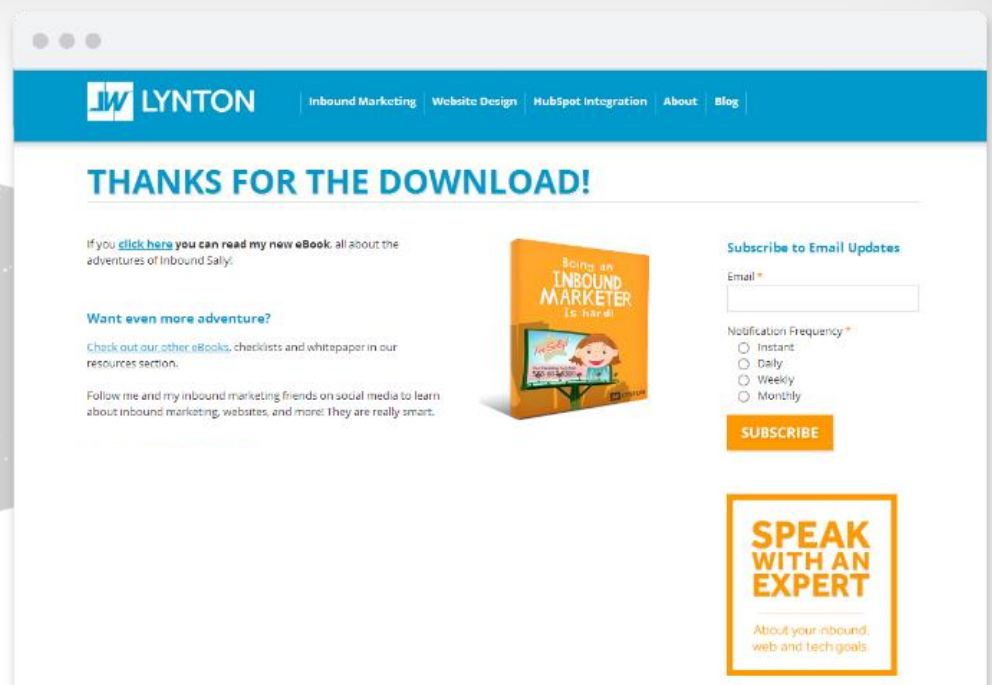 LYNTON
Inbound Marketing
Website Design
HubSpot Integration
About
Blog
THANKS FOR THE DOWNLOAD!
If you click here you can read my new eBook, all about the
adventures of Inbound Sally!
Want even more adventure?
Check out our other eBooks, checklists and whitepaper in our
resources section.
Follow me and my inbound marketing friends on social media to learn
about inbound marketing, websites, and more! They are really smart.
Being an
INBOUND
MARKETER
Is hard!
Subscribe to Email Updates
Email *
Notification Frequency *
Instant
Daily
Weekly
Monthly
SUBSCRIBE
SPEAK
WITH AN
EXPERT
About your inbound,
web and tech goals.